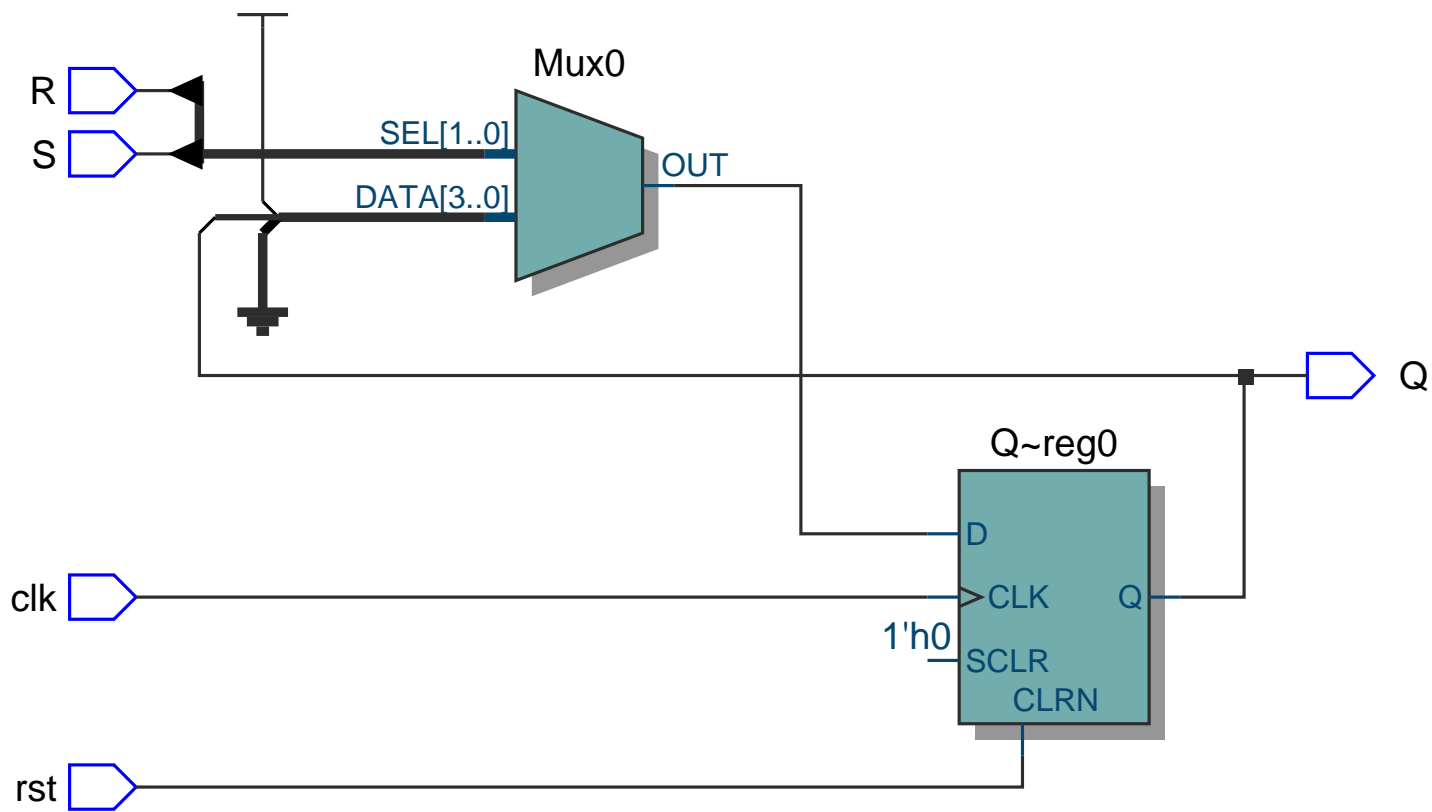 Mux0
R
SEL[1..0]
S
OUT
DATA[3..0]
Q
Q~reg0
D
clk
CLK
Q
1'h0
SCLR
CLRN
rst